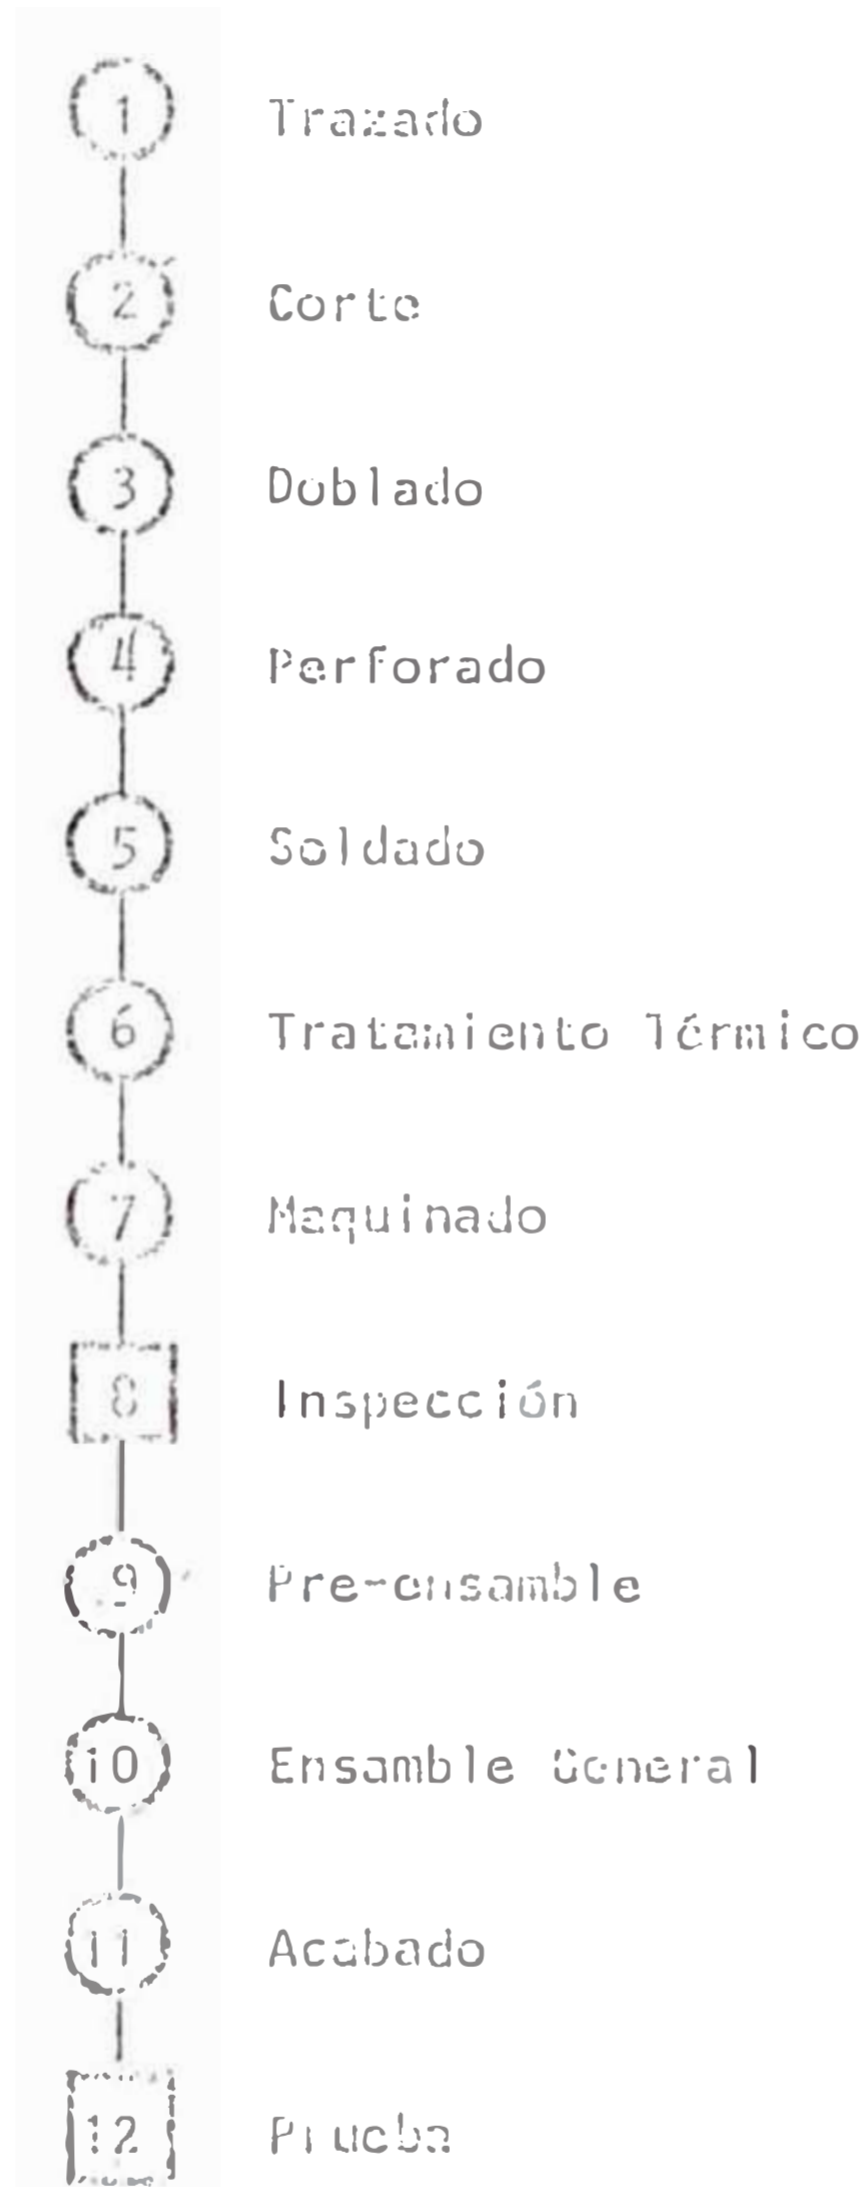 1 Trazado
2 Corte
3 Doblado
4 Perforado
5 Soldado
6 Tratamiento Térmico
7 Maquinado
8 Inspección
9 Pre-ensamble
10 Ensamble General
11 Acabado
12 Prueba